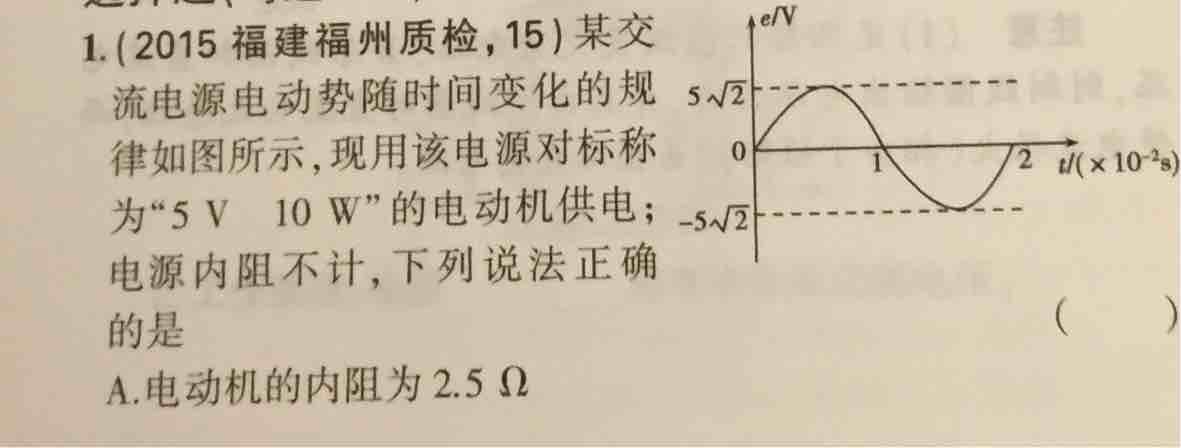 1.(2015 福建福州质检,15)某交
流电源电动势随时间变化的规
律如图所示,现用该电源对标称
为“5 V 10 W”的电动机供电;
电源内阻不计,下列说法正确
的是
( )
A.电动机的内阻为 2.5 Ω
e/V
5√2
0
1
2
t/(×10⁻²s)
-5√2